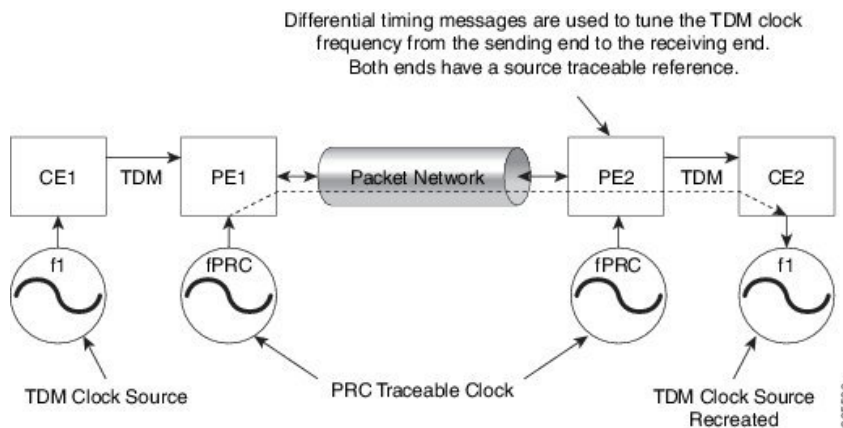 Differential timing messages are used to tune the TDM clock
frequency from the sending end to the receiving end.
Both ends have a source traceable reference.
CE1
TDM
PE1
Packet Network
PE2
TDM
CE2
f1
fPRC
fPRC
f1
TDM Clock Source
PRC Traceable Clock
TDM Clock Source
Recreated